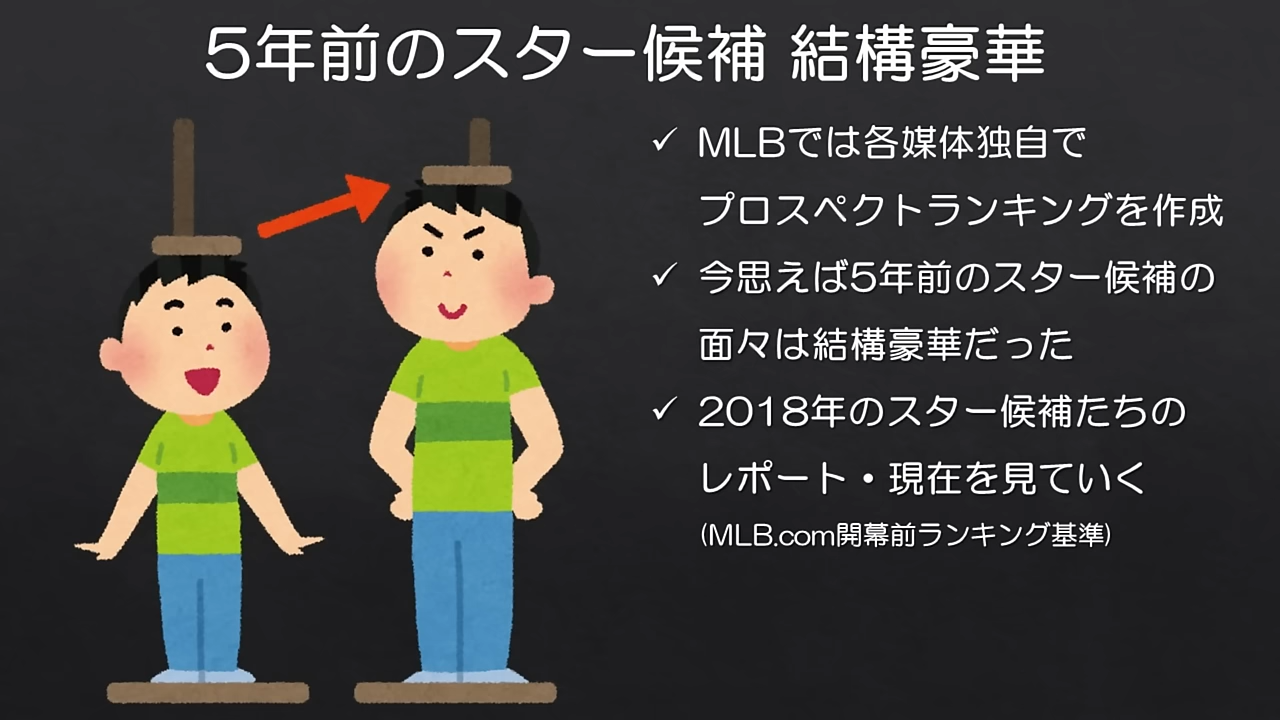 5年前のスター候補 結構豪華
✓ MLBでは各媒体独自で
プロスペクトランキングを作成
✓ 今思えば5年前のスター候補の
面々は結構豪華だった
✓ 2018年のスター候補たちの
レポート・現在を見ていく
(MLB.com開幕前ランキング基準)